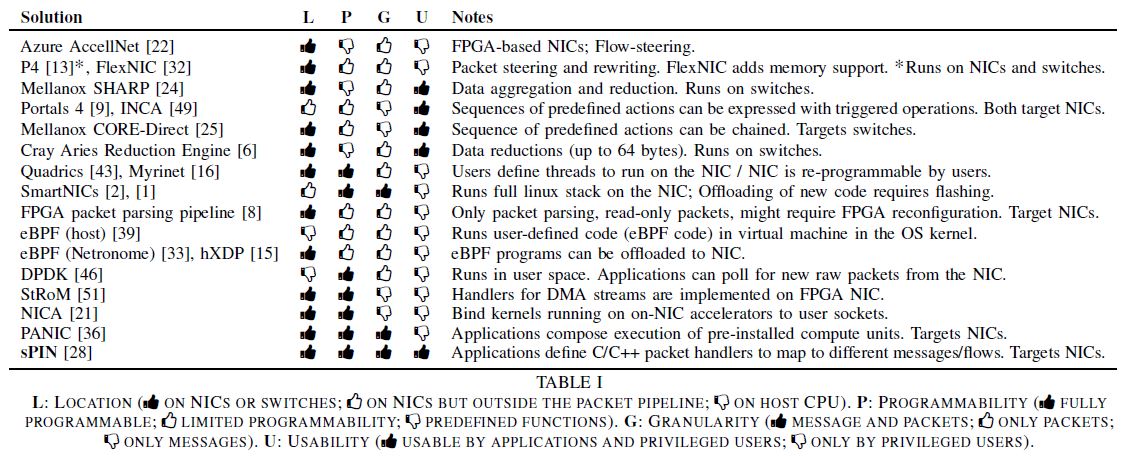 Solution L P G U Notes
Azure AccellNet [22] FPGA-based NICs; Flow-steering.
P4 [13]*, FlexNIC [32] Packet steering and rewriting. FlexNIC adds memory support. *Runs on NICs and switches.
Mellanox SHARP [24] Data aggregation and reduction. Runs on switches.
Portals 4 [9], INCA [49] Sequences of predefined actions can be expressed with triggered operations. Both target NICs.
Mellanox CORE-Direct [25] Sequence of predefined actions can be chained. Targets switches.
Cray Aries Reduction Engine [6] Data reductions (up to 64 bytes). Runs on switches.
Quadrics [43], Myrinet [16] Users define threads to run on the NIC / NIC is re-programmable by users.
SmartNICs [2], [1] Runs full linux stack on the NIC; Offloading of new code requires flashing.
FPGA packet parsing pipeline [8] Only packet parsing, read-only packets, might require FPGA reconfiguration. Target NICs.
eBPF (host) [39] Runs user-defined code (eBPF code) in virtual machine in the OS kernel.
eBPF (Netronome) [33], hXDP [15] eBPF programs can be offloaded to NIC.
DPDK [46] Runs in user space. Applications can poll for new raw packets from the NIC.
StRoM [51] Handlers for DMA streams are implemented on FPGA NIC.
NICA [21] Bind kernels running on on-NIC accelerators to user sockets.
PANIC [36] Applications compose execution of pre-installed compute units. Targets NICs.
sPIN [28] Applications define C/C++ packet handlers to map to different messages/flows. Targets NICs.
TABLE I
L: LOCATION (👍 ON NICS OR SWITCHES; 👍 ON NICS BUT OUTSIDE THE PACKET PIPELINE; 👎 ON HOST CPU). P: PROGRAMMABILITY (👍 FULLY
PROGRAMMABLE; 👍 LIMITED PROGRAMMABILITY; 👎 PREDEFINED FUNCTIONS). G: GRANULARITY (👍 MESSAGE AND PACKETS; 👍 ONLY PACKETS;
👎 ONLY MESSAGES). U: USABILITY (👍 USABLE BY APPLICATIONS AND PRIVILEGED USERS; 👎 ONLY BY PRIVILEGED USERS).